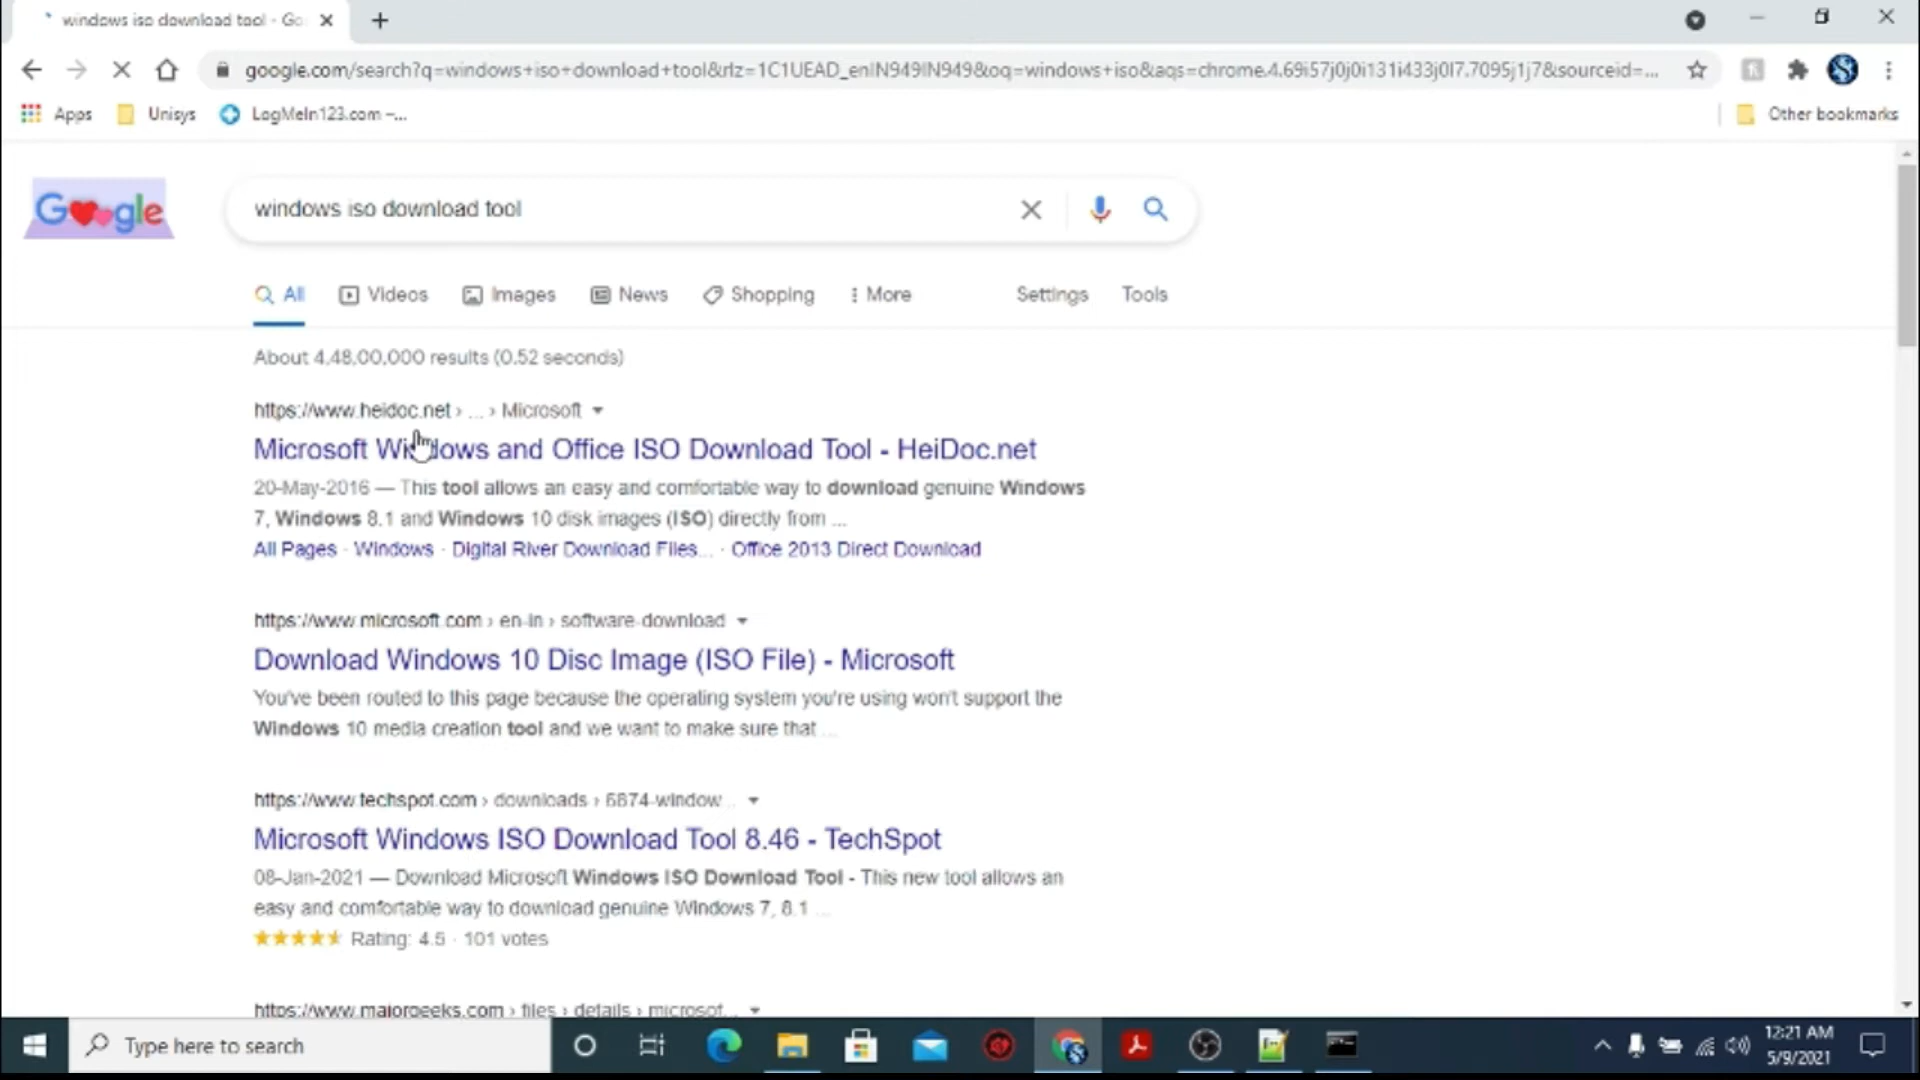 windows iso download tool - Go
google.com/search?q=windows+iso+download+tool&rlz=1C1UEAD_enIN949IN949&oq=windows+iso&aqs=chrome.4.69i57j0j0i131i433j0l7.7095j1j7&sourceid=...
Apps Unisys LogMeIn123.com –... Other bookmarks
Google
windows iso download tool
All Videos Images News Shopping More Settings Tools
About 4,48,00,000 results (0.52 seconds)
https://www.heidoc.net › ... › Microsoft
Microsoft Windows and Office ISO Download Tool - HeiDoc.net
20-May-2016 — This tool allows an easy and comfortable way to download genuine Windows
7, Windows 8.1 and Windows 10 disk images (ISO) directly from ...
All Pages · Windows · Digital River Download Files... · Office 2013 Direct Download
https://www.microsoft.com › en-in › software-download
Download Windows 10 Disc Image (ISO File) - Microsoft
You've been routed to this page because the operating system you're using won't support the
Windows 10 media creation tool and we want to make sure that ...
https://www.techspot.com › downloads › 6874-window...
Microsoft Windows ISO Download Tool 8.46 - TechSpot
08-Jan-2021 — Download Microsoft Windows ISO Download Tool - This new tool allows an
easy and comfortable way to download genuine Windows 7, 8.1 ...
Rating: 4.5 · 101 votes
https://www.majorgeeks.com › files › details › microsof...
Type here to search
12:21 AM
5/9/2021